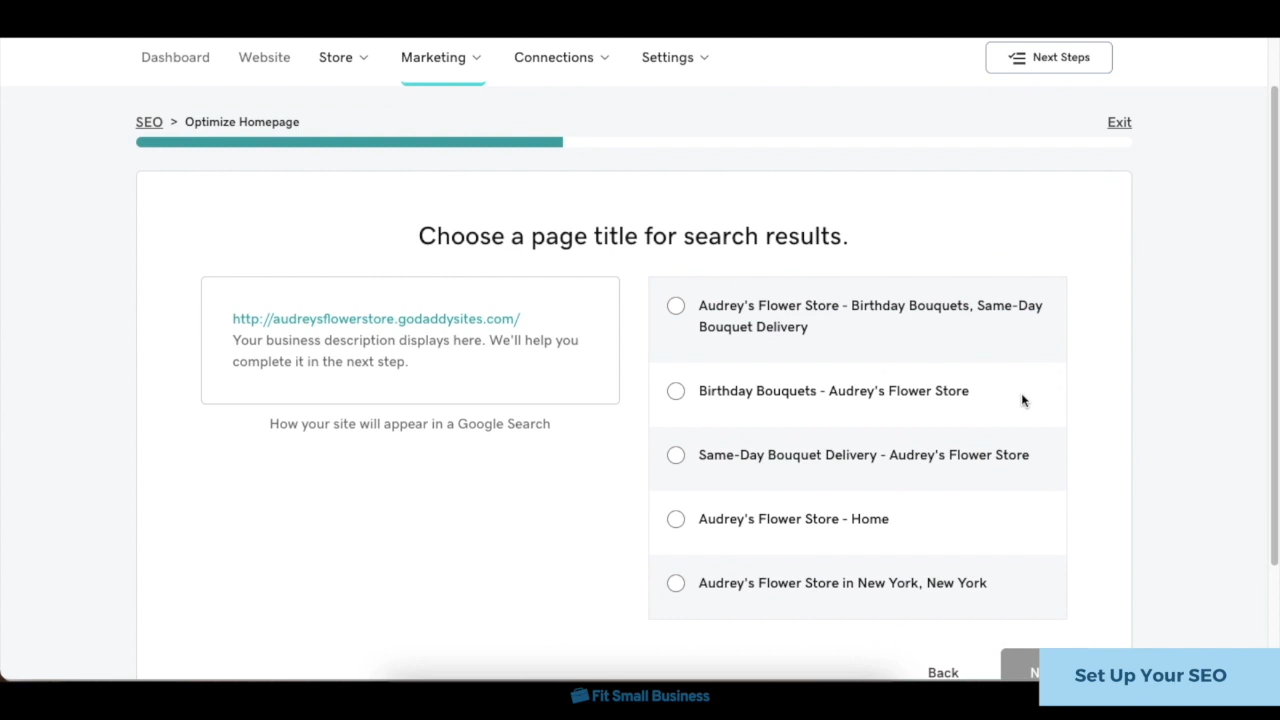 Dashboard Website Store Marketing Connections Settings Next Steps
SEO > Optimize Homepage Exit
Choose a page title for search results.
http://audreysflowerstore.godaddysites.com/
Your business description displays here. We'll help you
complete it in the next step.
How your site will appear in a Google Search
Audrey's Flower Store - Birthday Bouquets, Same-Day
Bouquet Delivery
Birthday Bouquets - Audrey's Flower Store
Same-Day Bouquet Delivery - Audrey's Flower Store
Audrey's Flower Store - Home
Audrey's Flower Store in New York, New York
Back
Set Up Your SEO
Fit Small Business